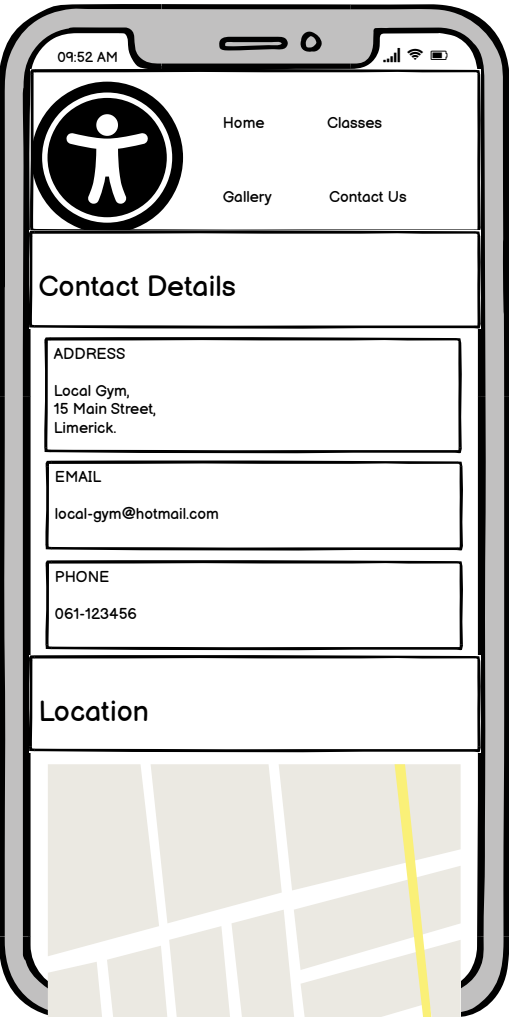 09:52 AM
Home Classes
Gallery Contact Us
Contact Details
ADDRESS
Local Gym,
15 Main Street,
Limerick.
EMAIL
local-gym@hotmail.com
PHONE
061-123456
Location